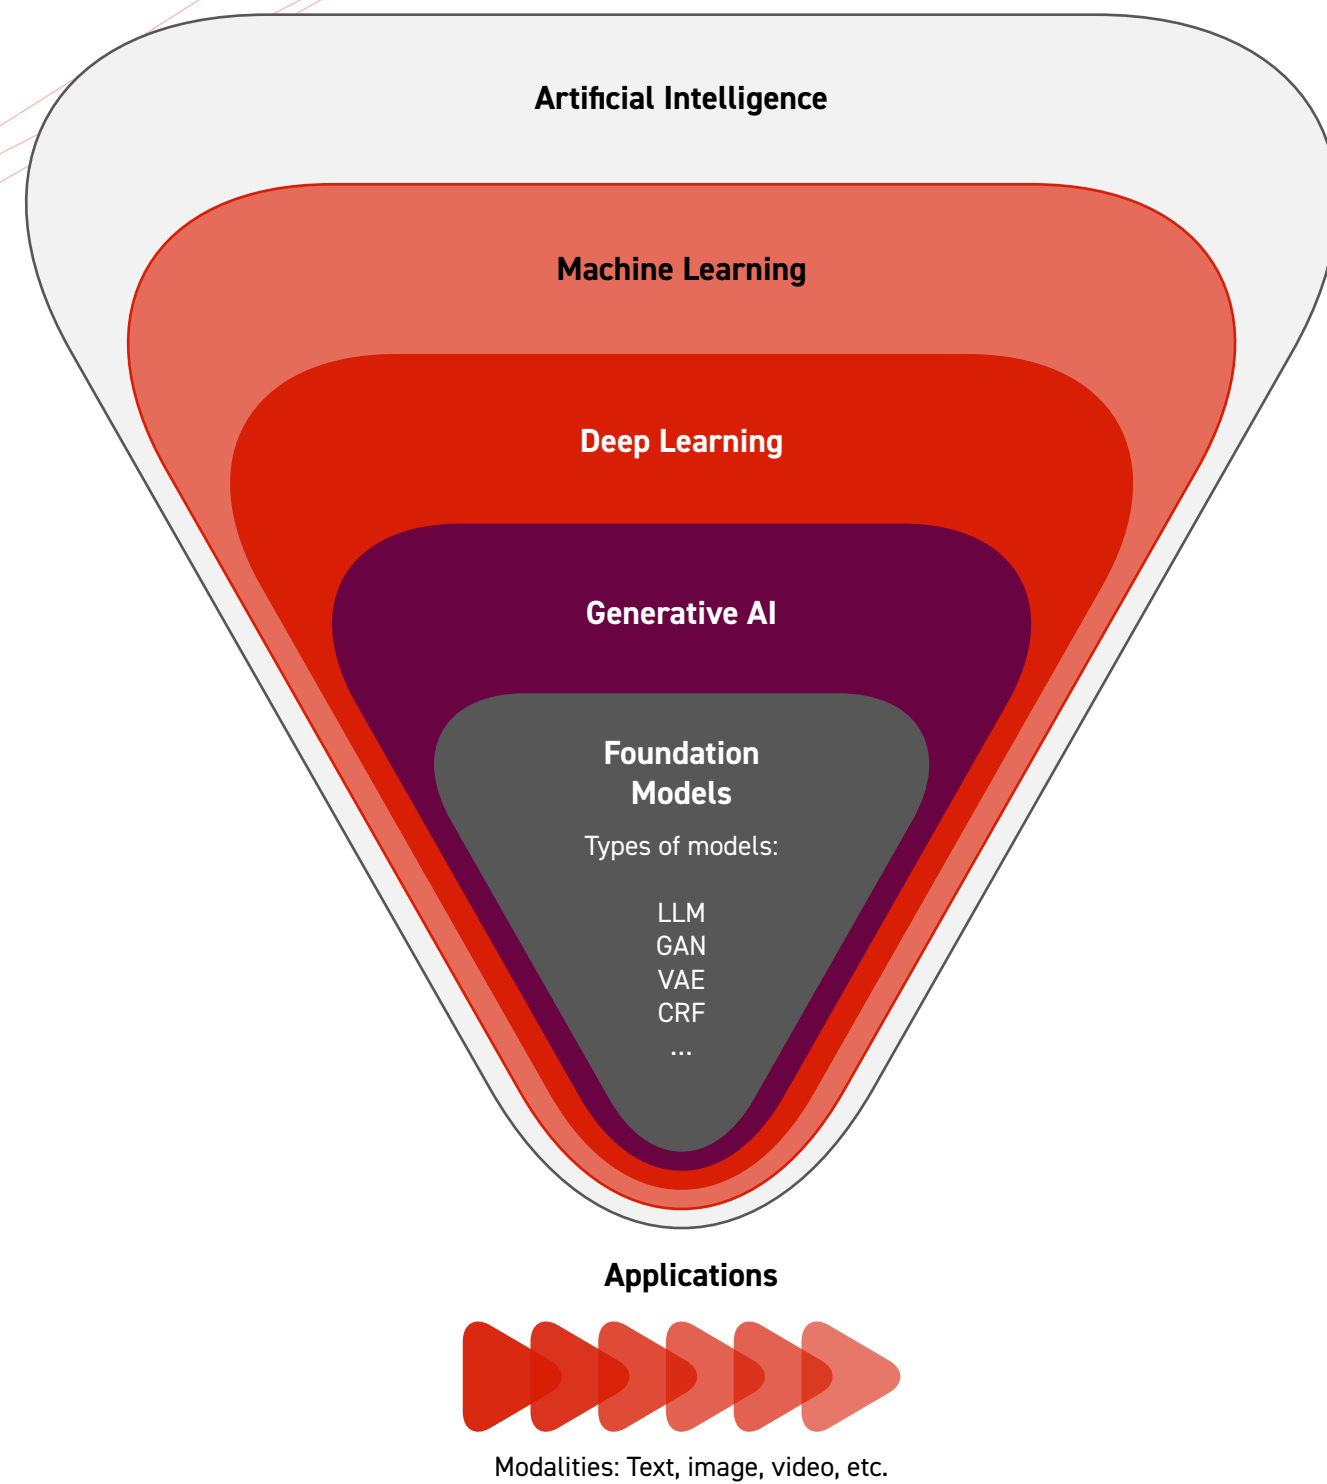 Artificial Intelligence
Machine Learning
Deep Learning
Generative AI
Foundation
Models
Types of models:
LLM
GAN
VAE
CRF
...
Applications
Modalities: Text, image, video, etc.